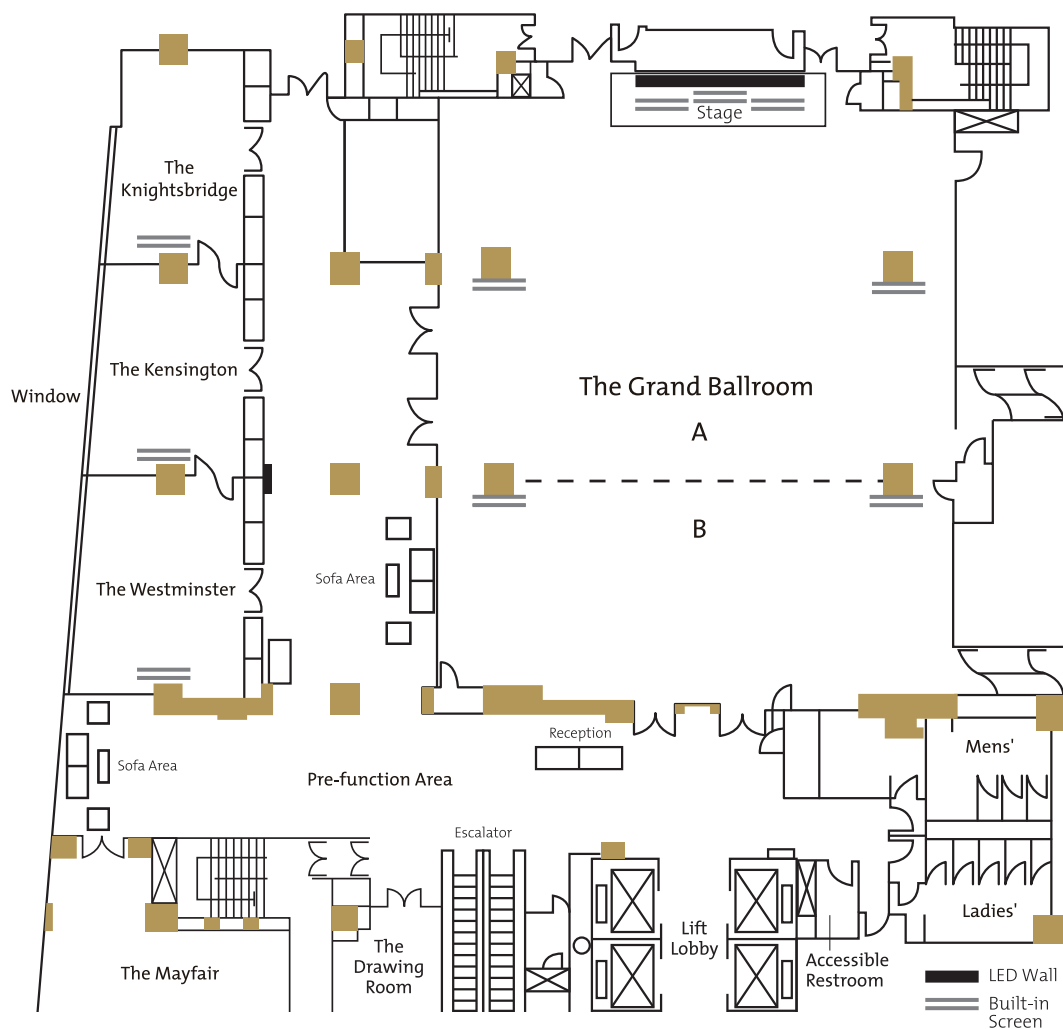 Stage
The
Knightsbridge
The Kensington
Window
The Grand Ballroom
A
B
The Westminster
Sofa Area
Reception
Mens'
Sofa Area
Pre-function Area
Escalator
Ladies'
Lift
Lobby
The
Drawing
Room
Accessible
Restroom
The Mayfair
LED Wall
Built-in
Screen